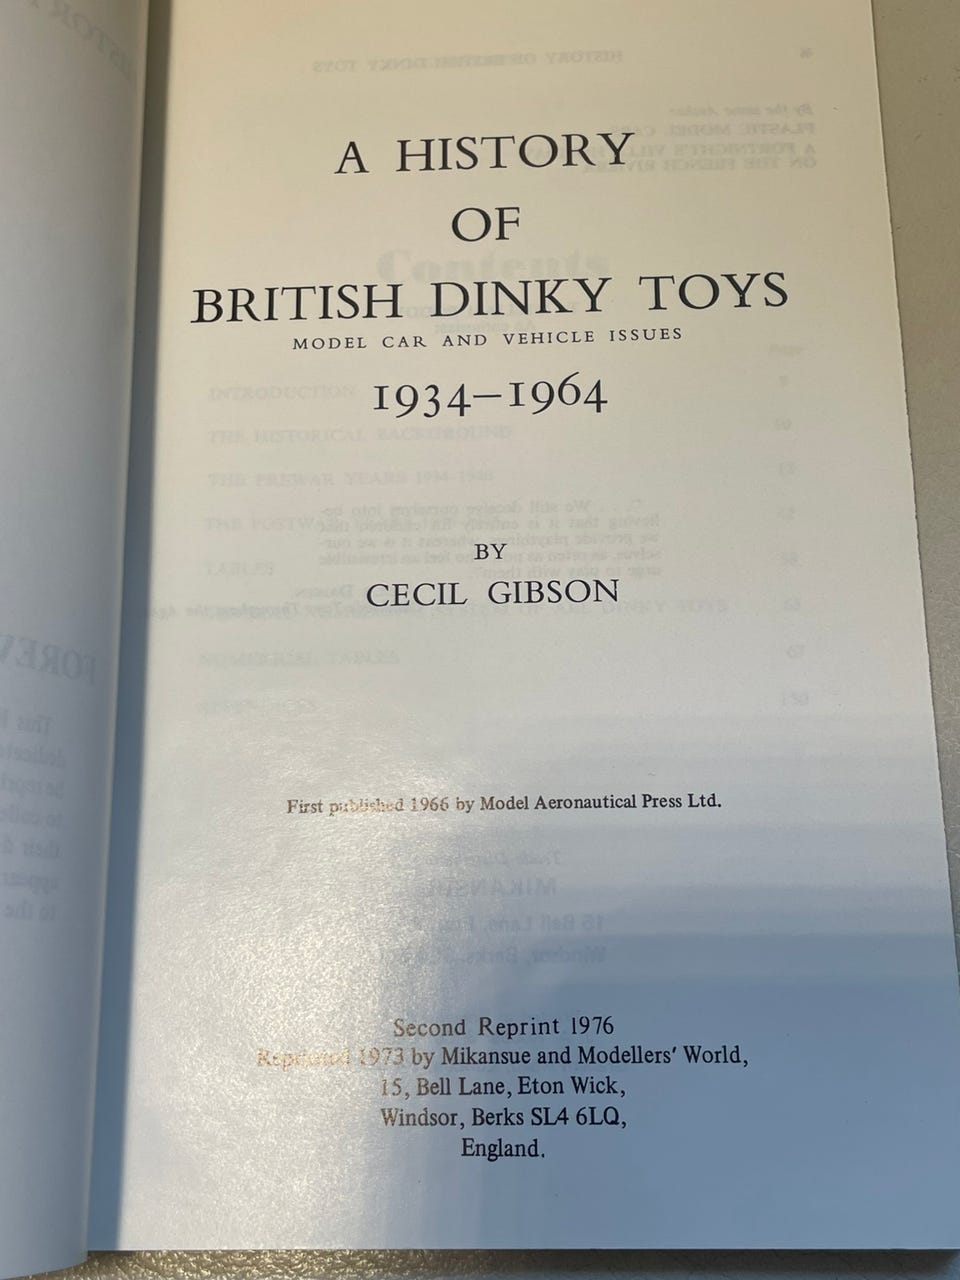 A HISTORY
OF
BRITISH DINKY TOYS
MODEL CAR AND VEHICLE ISSUES
1934–1964
BY
CECIL GIBSON
First published 1966 by Model Aeronautical Press Ltd.
Second Reprint 1976
Reprinted 1973 by Mikansue and Modellers' World,
15, Bell Lane, Eton Wick,
Windsor, Berks SL4 6LQ,
England.